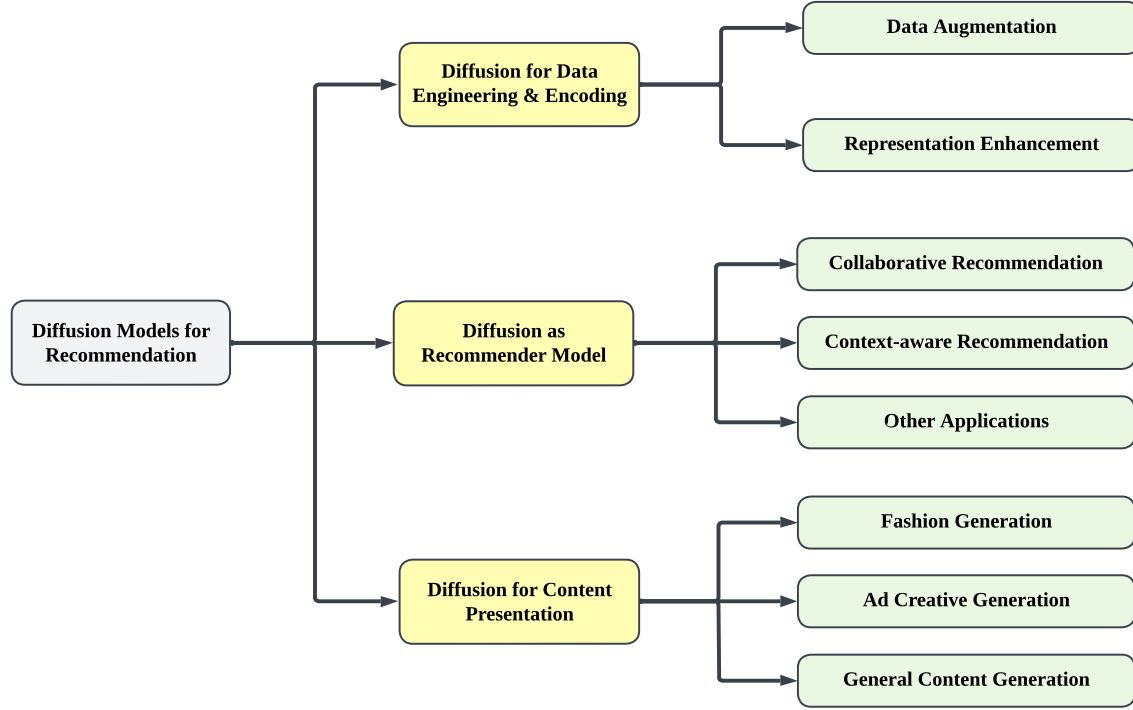 Diffusion Models for
Recommendation
Diffusion for Data
Engineering & Encoding
Data Augmentation
Representation Enhancement
Diffusion as
Recommender Model
Collaborative Recommendation
Context-aware Recommendation
Other Applications
Diffusion for Content
Presentation
Fashion Generation
Ad Creative Generation
General Content Generation